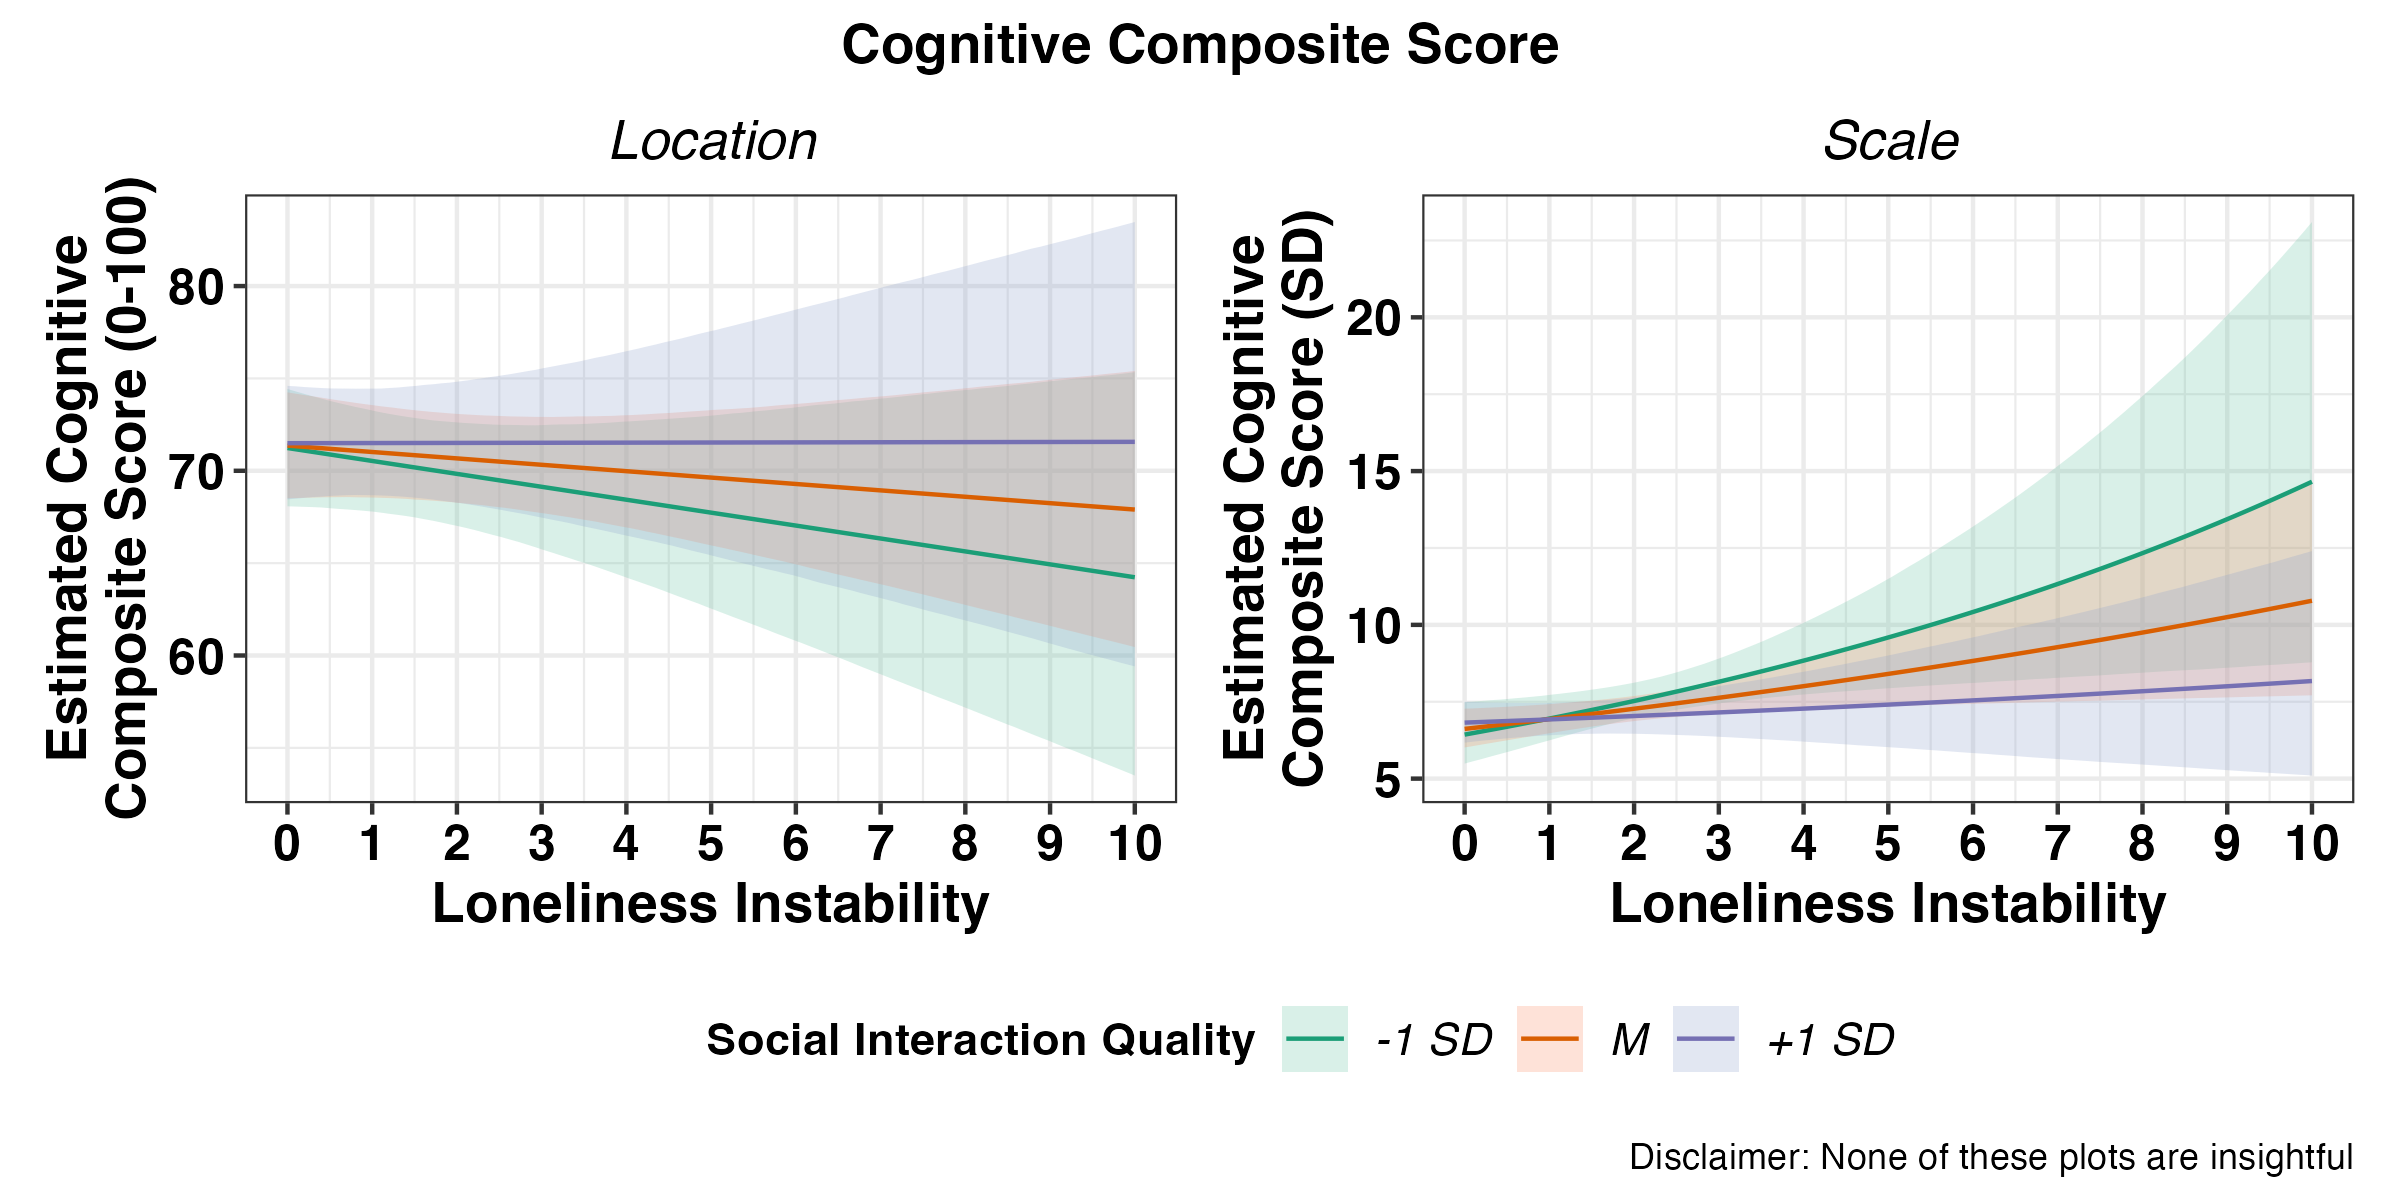 Cognitive Composite Score
Location
Scale
Estimated Cognitive
Composite Score (0-100)
80
70
60
0 1 2 3 4 5 6 7 8 9 10
Loneliness Instability
Estimated Cognitive
Composite Score (SD)
20
15
10
5
0 1 2 3 4 5 6 7 8 9 10
Loneliness Instability
Social Interaction Quality -1 SD M +1 SD
Disclaimer: None of these plots are insightful